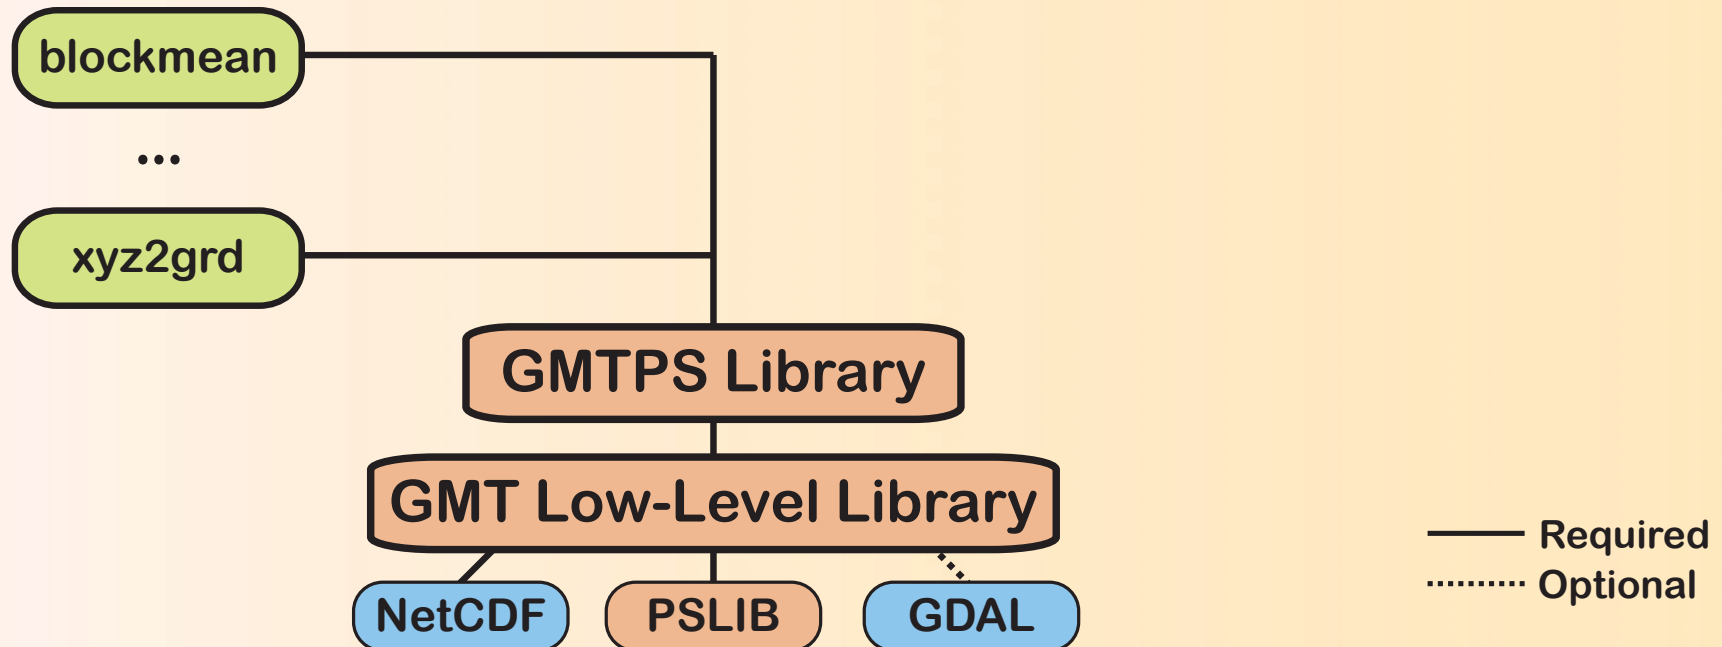 blockmean
...
xyz2grd
GMTPS Library
GMT Low-Level Library
NetCDF
PSLIB
GDAL
Required
Optional